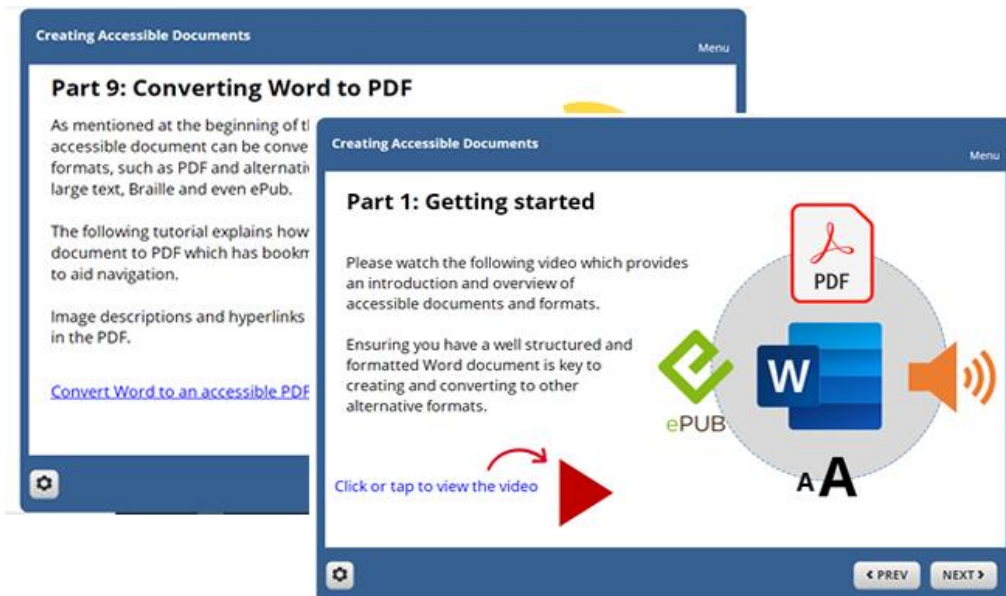 Creating Accessible Documents
Menu
Part 9: Converting Word to PDF
As mentioned at the beginning of
accessible document can be
formats, such as PDF and
large text, Braille and even ePub.
The following tutorial explains how
document to PDF which has
to aid navigation.
Image descriptions and hyperlinks
in the PDF.
Convert Word to an accessible PDF
Creating Accessible Documents
Menu
Part 1: Getting started
Please watch the following video which provides
an introduction and overview of
accessible documents and formats.
Ensuring you have a well structured and
formatted Word document is key to
creating and converting to other
alternative formats.
Click or tap to view the video
PDF
W
ePUB
A A
PREV
NEXT